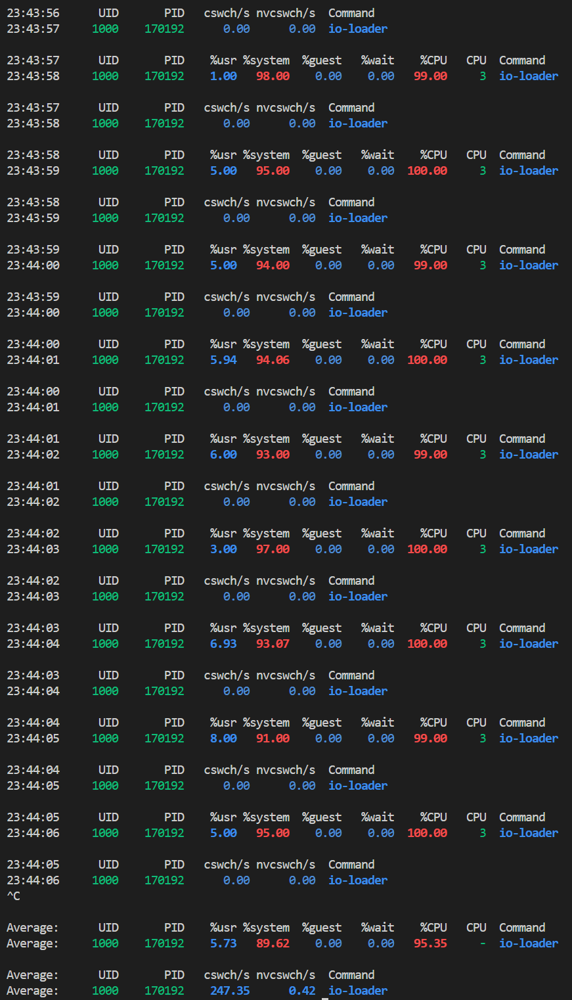 23:43:56      UID       PID   cswch/s nvcswch/s  Command
23:43:57     1000    170192      0.00      0.00  io-loader

23:43:57      UID       PID    %usr %system  %guest   %wait    %CPU   CPU  Command
23:43:58     1000    170192    1.00   98.00    0.00    0.00   99.00     3  io-loader

23:43:57      UID       PID   cswch/s nvcswch/s  Command
23:43:58     1000    170192      0.00      0.00  io-loader

23:43:58      UID       PID    %usr %system  %guest   %wait    %CPU   CPU  Command
23:43:59     1000    170192    5.00   95.00    0.00    0.00  100.00     3  io-loader

23:43:58      UID       PID   cswch/s nvcswch/s  Command
23:43:59     1000    170192      0.00      0.00  io-loader

23:43:59      UID       PID    %usr %system  %guest   %wait    %CPU   CPU  Command
23:44:00     1000    170192    5.00   94.00    0.00    0.00   99.00     3  io-loader

23:43:59      UID       PID   cswch/s nvcswch/s  Command
23:44:00     1000    170192      0.00      0.00  io-loader

23:44:00      UID       PID    %usr %system  %guest   %wait    %CPU   CPU  Command
23:44:01     1000    170192    5.94   94.06    0.00    0.00  100.00     3  io-loader

23:44:00      UID       PID   cswch/s nvcswch/s  Command
23:44:01     1000    170192      0.00      0.00  io-loader

23:44:01      UID       PID    %usr %system  %guest   %wait    %CPU   CPU  Command
23:44:02     1000    170192    6.00   93.00    0.00    0.00   99.00     3  io-loader

23:44:01      UID       PID   cswch/s nvcswch/s  Command
23:44:02     1000    170192      0.00      0.00  io-loader

23:44:02      UID       PID    %usr %system  %guest   %wait    %CPU   CPU  Command
23:44:03     1000    170192    3.00   97.00    0.00    0.00  100.00     3  io-loader

23:44:02      UID       PID   cswch/s nvcswch/s  Command
23:44:03     1000    170192      0.00      0.00  io-loader

23:44:03      UID       PID    %usr %system  %guest   %wait    %CPU   CPU  Command
23:44:04     1000    170192    6.93   93.07    0.00    0.00  100.00     3  io-loader

23:44:03      UID       PID   cswch/s nvcswch/s  Command
23:44:04     1000    170192      0.00      0.00  io-loader

23:44:04      UID       PID    %usr %system  %guest   %wait    %CPU   CPU  Command
23:44:05     1000    170192    8.00   91.00    0.00    0.00   99.00     3  io-loader

23:44:04      UID       PID   cswch/s nvcswch/s  Command
23:44:05     1000    170192      0.00      0.00  io-loader

23:44:05      UID       PID    %usr %system  %guest   %wait    %CPU   CPU  Command
23:44:06     1000    170192    5.00   95.00    0.00    0.00  100.00     3  io-loader

23:44:05      UID       PID   cswch/s nvcswch/s  Command
23:44:06     1000    170192      0.00      0.00  io-loader
^C

Average:      UID       PID    %usr %system  %guest   %wait    %CPU   CPU  Command
Average:     1000    170192    5.73   89.62    0.00    0.00   95.35     -  io-loader

Average:      UID       PID   cswch/s nvcswch/s  Command
Average:     1000    170192    247.35      0.42  io-loader